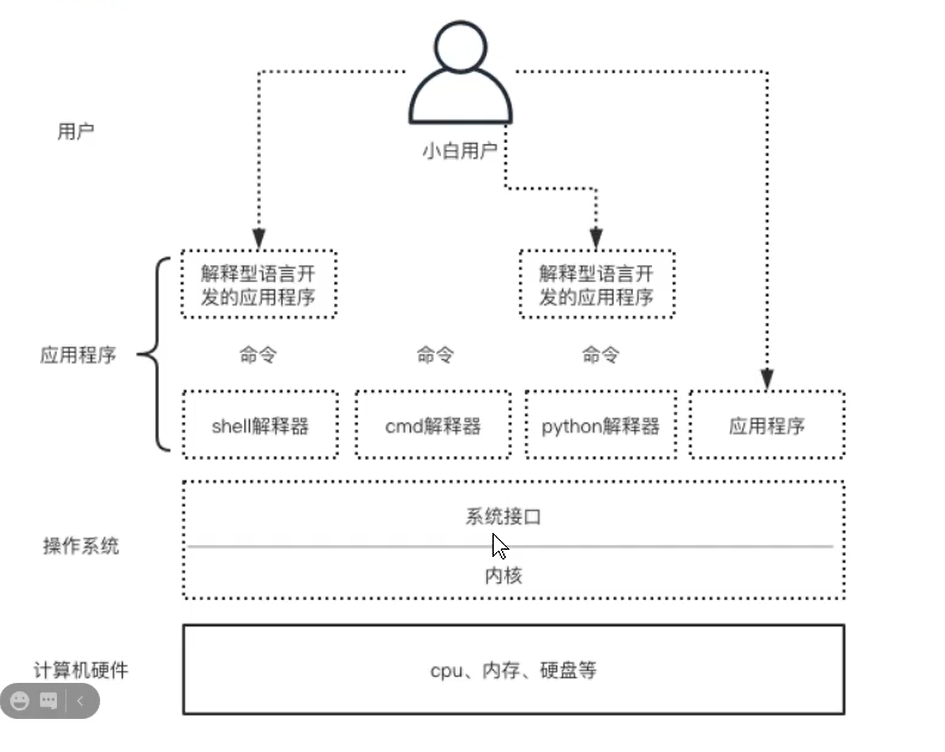 用户
小白用户
解释型语言开
发的应用程序
解释型语言开
发的应用程序
应用程序
命令
命令
命令
shell解释器
cmd解释器
python解释器
应用程序
系统接口
操作系统
内核
计算机硬件
cpu、内存、硬盘等